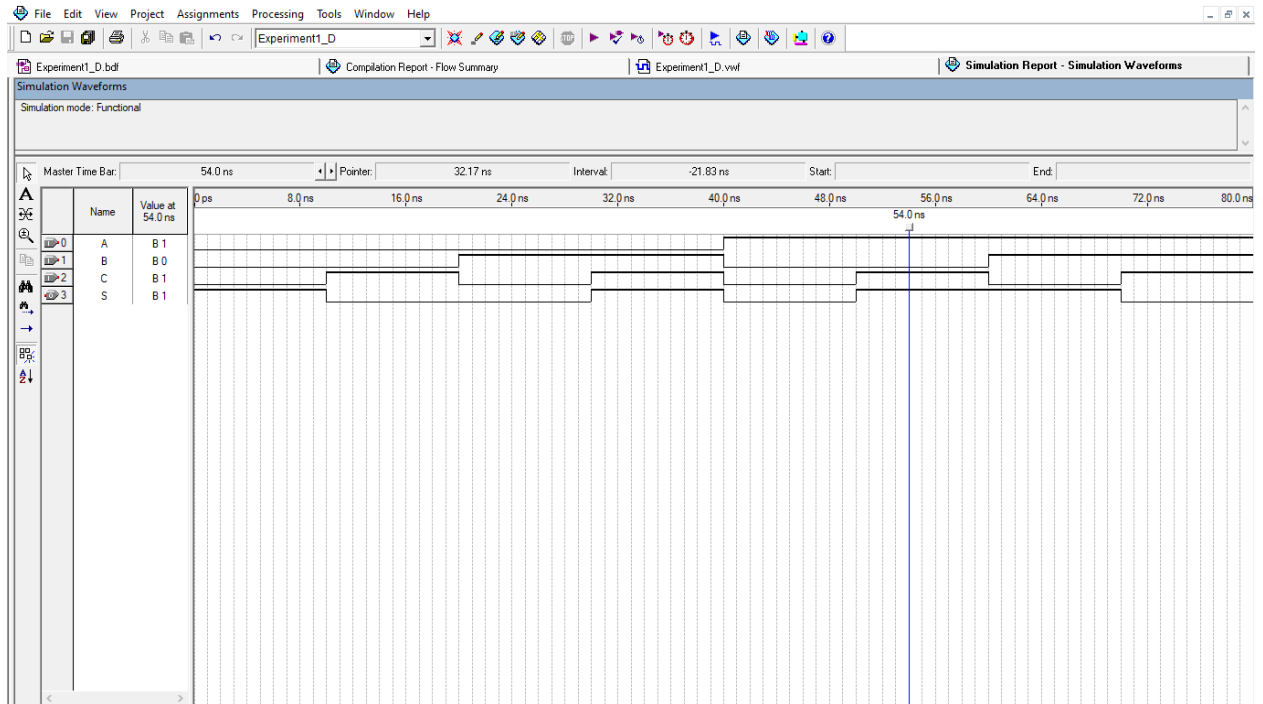 File Edit View Project Assignments Processing Tools Window Help
Experiment1_D
STOP
Experiment1_D.bdf Compilation Report - Flow Summary Experiment1_D.vwf Simulation Report - Simulation Waveforms
Simulation Waveforms
Simulation mode: Functional
Master Time Bar: 54.0 ns Pointer: 32.17 ns Interval: -21.83 ns Start: End:
Name Value at 54.0 ns 0 ps 8.0 ns 16.0 ns 24.0 ns 32.0 ns 40.0 ns 48.0 ns 56.0 ns 64.0 ns 72.0 ns 80.0 ns
54.0 ns
0 A B 1
1 B B 0
2 C B 1
3 S B 1